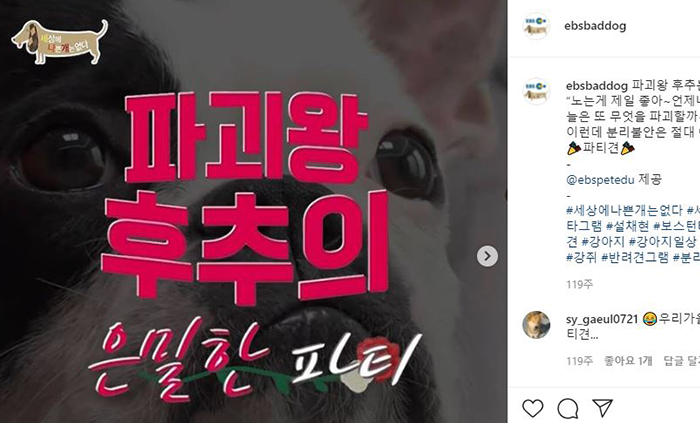 세상에
나쁜개는없다
파괴왕
후추의
은밀한 파티
ebsbaddog
ebsbaddog 파괴왕 후추는
“노는게 제일 좋아~언제나
늘은 또 무엇을 파괴할까
이런데 분리불안은 절대
파티견
-
@ebspetedu 제공
-
#세상에나쁜개는없다 #세
타그램 #설채현 #보스턴테
견 #강아지 #강아지일상
#강쥐 #반려견그램 #분리
119주
sy_gaeul0721 우리가을
티견...
119주 좋아요 1개 답글 달기